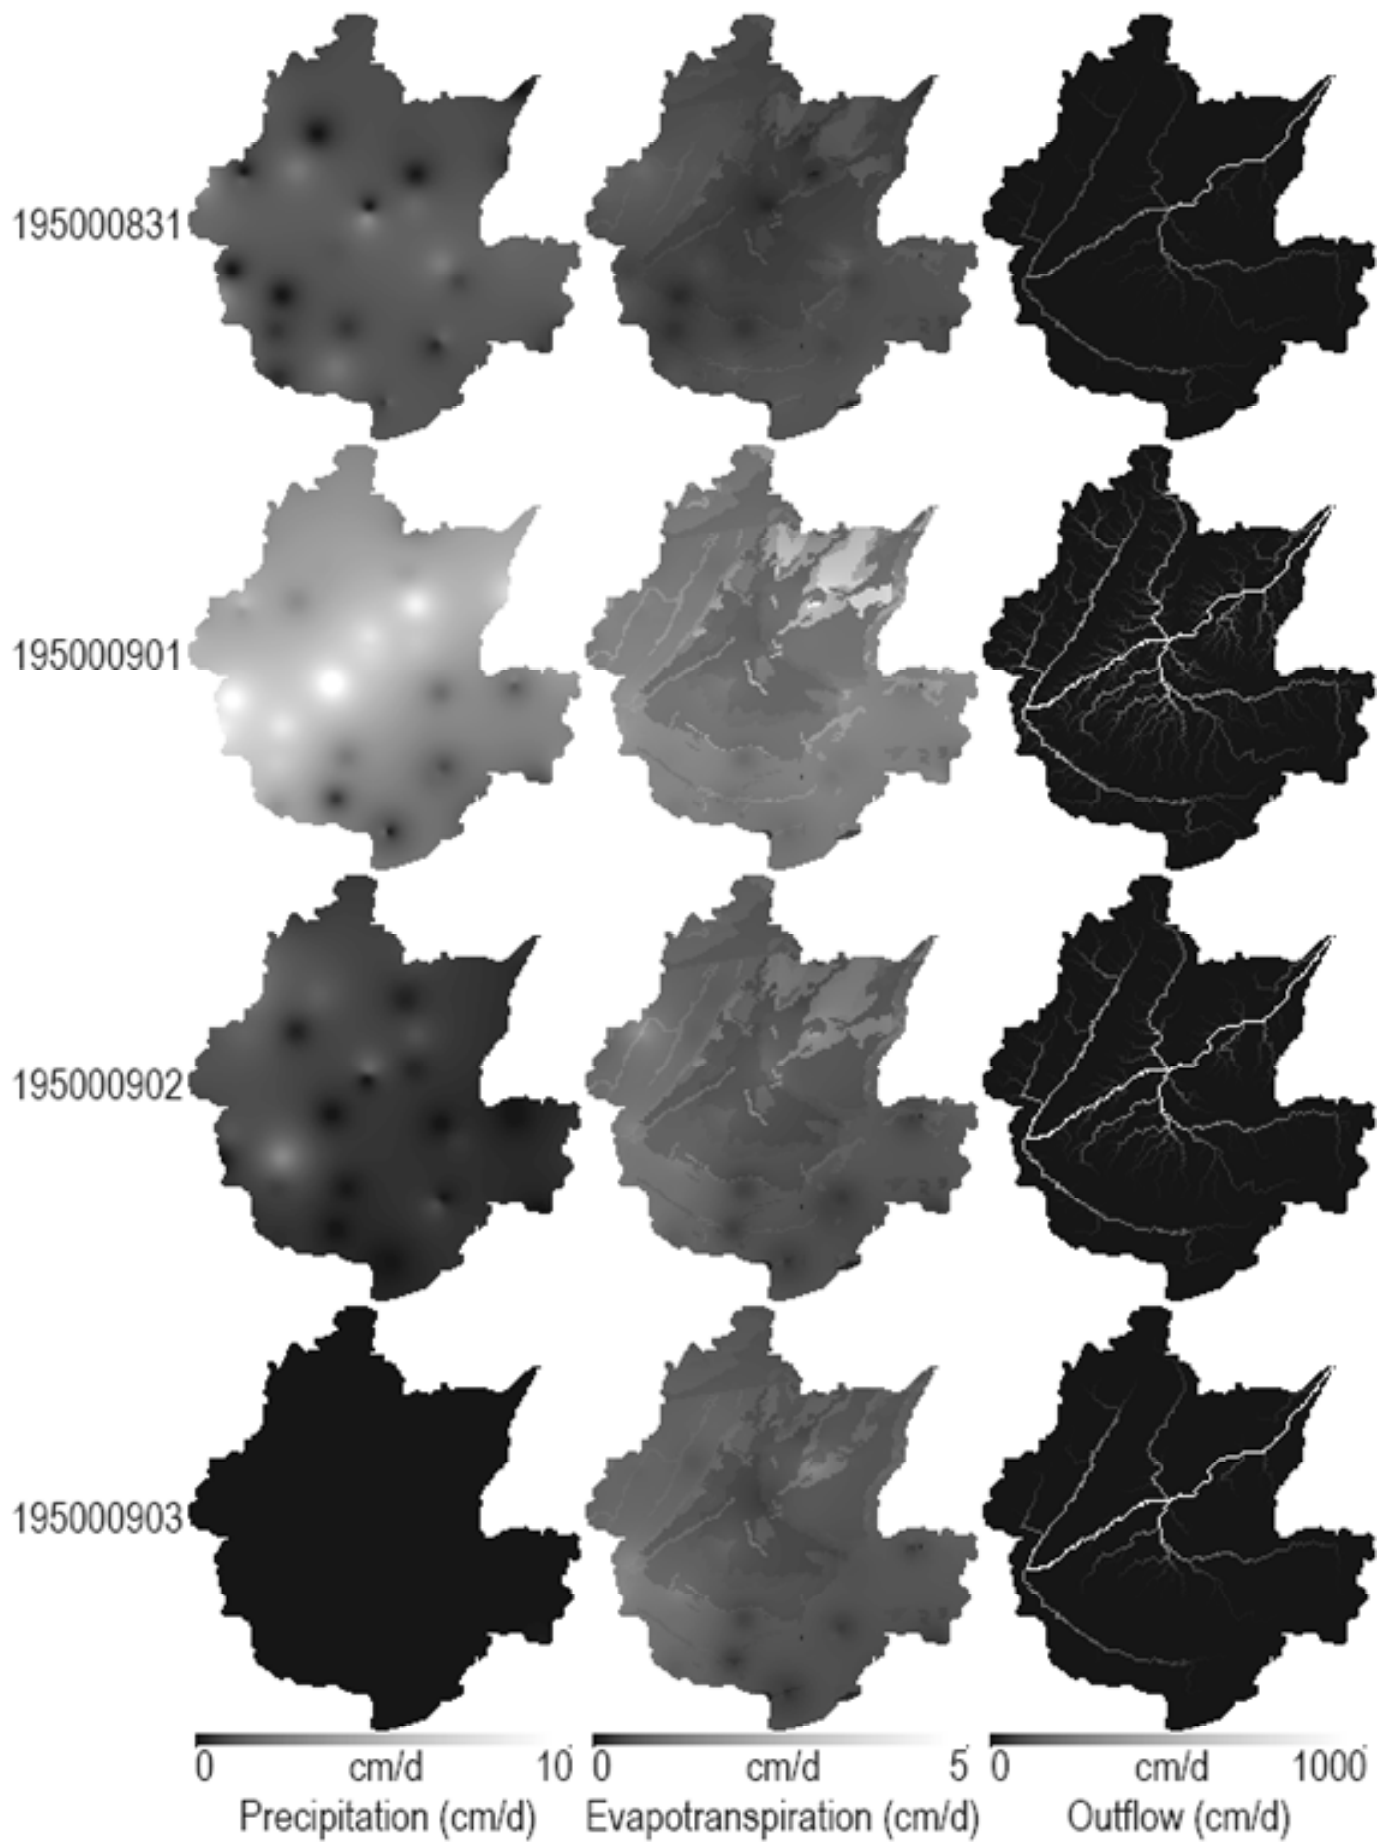 195000831
195000901
195000902
195000903
0 cm/d 10 0 cm/d 5 0 cm/d 1000
Precipitation (cm/d) Evapotranspiration (cm/d) Outflow (cm/d)